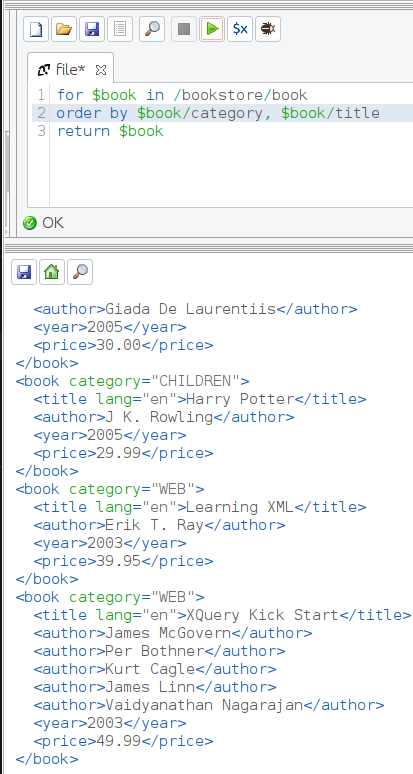 $x
file*
1 for $book in /bookstore/book
2 order by $book/category, $book/title
3 return $book
OK
<author>Giada De Laurentiis</author>
<year>2005</year>
<price>30.00</price>
</book>
<book category="CHILDREN">
<title lang="en">Harry Potter</title>
<author>J K. Rowling</author>
<year>2005</year>
<price>29.99</price>
</book>
<book category="WEB">
<title lang="en">Learning XML</title>
<author>Erik T. Ray</author>
<year>2003</year>
<price>39.95</price>
</book>
<book category="WEB">
<title lang="en">XQuery Kick Start</title>
<author>James McGovern</author>
<author>Per Bothner</author>
<author>Kurt Cagle</author>
<author>James Linn</author>
<author>Vaidyanathan Nagarajan</author>
<year>2003</year>
<price>49.99</price>
</book>